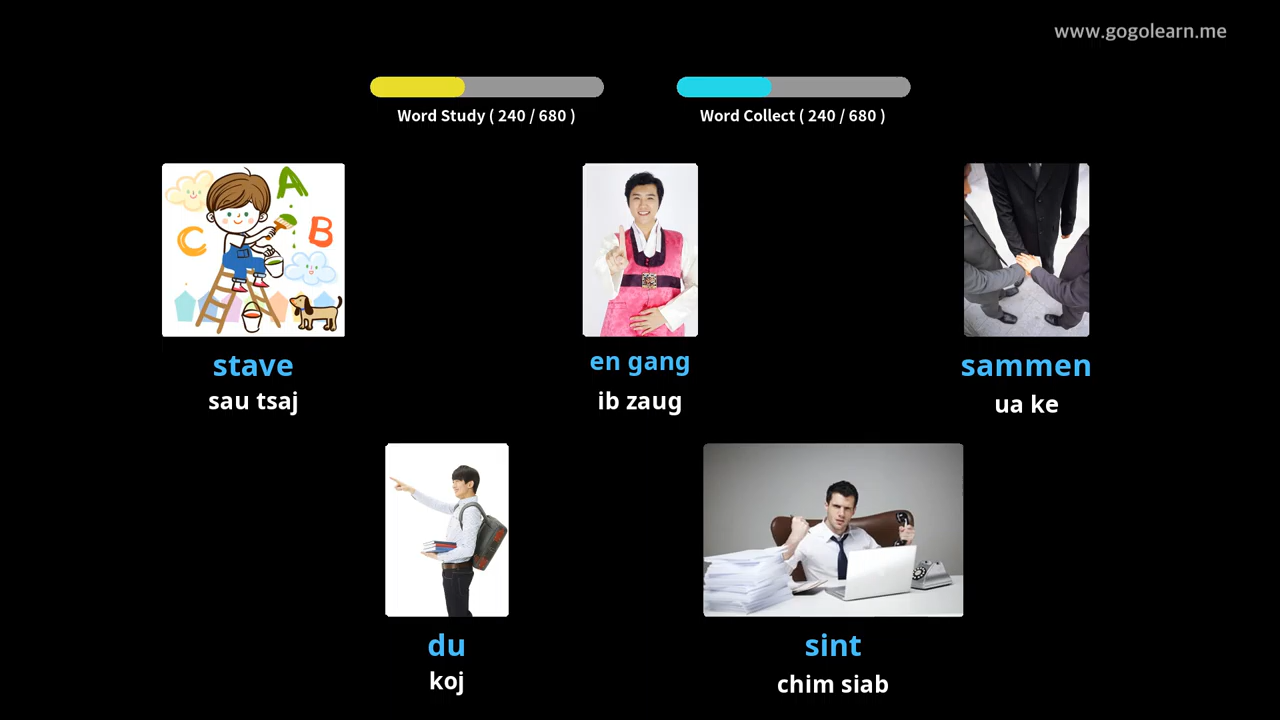 www.gogolearn.me
Word Study ( 240 / 680 )
Word Collect ( 240 / 680 )
A
B
C
stave
sau tsaj
en gang
ib zaug
sammen
ua ke
du
koj
sint
chim siab